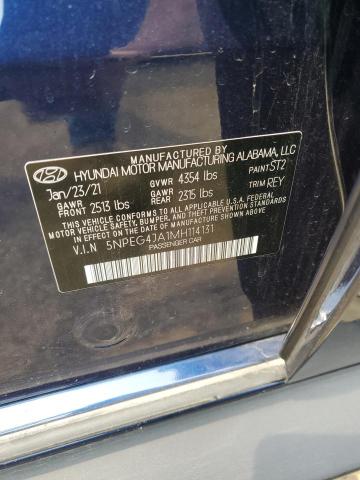 MANUFACTURED BY
HYUNDAI MOTOR MANUFACTURING ALABAMA, LLC
Jan/23/21 GVWR 4354 lbs PAINT ST2
GAWR FRONT 2513 lbs GAWR REAR 2315 lbs TRIM REY
THIS VEHICLE CONFORMS TO ALL APPLICABLE U.S. FEDERAL
MOTOR VEHICLE SAFETY, BUMPER, AND THEFT PREVENTION
STANDARDS IN EFFECT ON THE DATE OF MANUFACTURE SHOWN ABOVE.
V.I.N 5NPEG4JA1MH114131
PASSENGER CAR